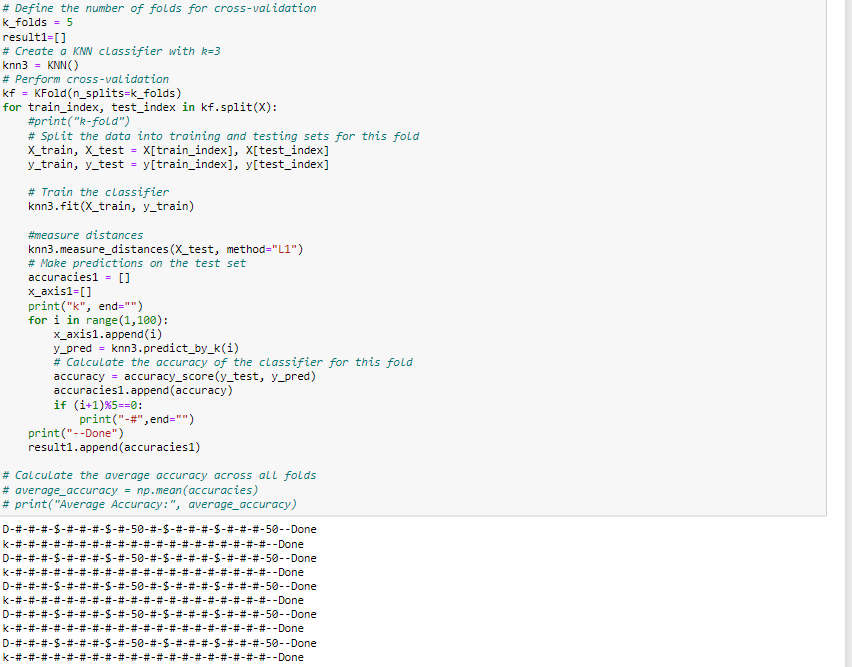 # Define the number of folds for cross-validation
k_folds = 5
result1=[]
# Create a KNN classifier with k=3
knn3 = KNN()
# Perform cross-validation
kf = KFold(n_splits=k_folds)
for train_index, test_index in kf.split(X):
    #print("k-fold")
    # Split the data into training and testing sets for this fold
    X_train, X_test = X[train_index], X[test_index]
    y_train, y_test = y[train_index], y[test_index]

    # Train the classifier
    knn3.fit(X_train, y_train)

    #measure distances
    knn3.measure_distances(X_test, method="L1")
    # Make predictions on the test set
    accuracies1 = []
    x_axis1=[]
    print("k", end="")
    for i in range(1,100):
        x_axis1.append(i)
        y_pred = knn3.predict_by_k(i)
        # Calculate the accuracy of the classifier for this fold
        accuracy = accuracy_score(y_test, y_pred)
        accuracies1.append(accuracy)
        if (i+1)%5==0:
            print("-#",end="")
    print("--Done")
    result1.append(accuracies1)

# Calculate the average accuracy across all folds
# average_accuracy = np.mean(accuracies)
# print("Average Accuracy:", average_accuracy)
D-#-#-#-$-#-#-#-$-#-50-#-$-#-#-#-$-#-#-#-50--Done
k-#-#-#-#-#-#-#-#-#-#-#-#-#-#-#-#-#-#-#-#--Done
D-#-#-#-$-#-#-#-$-#-50-#-$-#-#-#-$-#-#-#-50--Done
k-#-#-#-#-#-#-#-#-#-#-#-#-#-#-#-#-#-#-#-#--Done
D-#-#-#-$-#-#-#-$-#-50-#-$-#-#-#-$-#-#-#-50--Done
k-#-#-#-#-#-#-#-#-#-#-#-#-#-#-#-#-#-#-#-#--Done
D-#-#-#-$-#-#-#-$-#-50-#-$-#-#-#-$-#-#-#-50--Done
k-#-#-#-#-#-#-#-#-#-#-#-#-#-#-#-#-#-#-#-#--Done
D-#-#-#-$-#-#-#-$-#-50-#-$-#-#-#-$-#-#-#-50--Done
k-#-#-#-#-#-#-#-#-#-#-#-#-#-#-#-#-#-#-#-#--Done